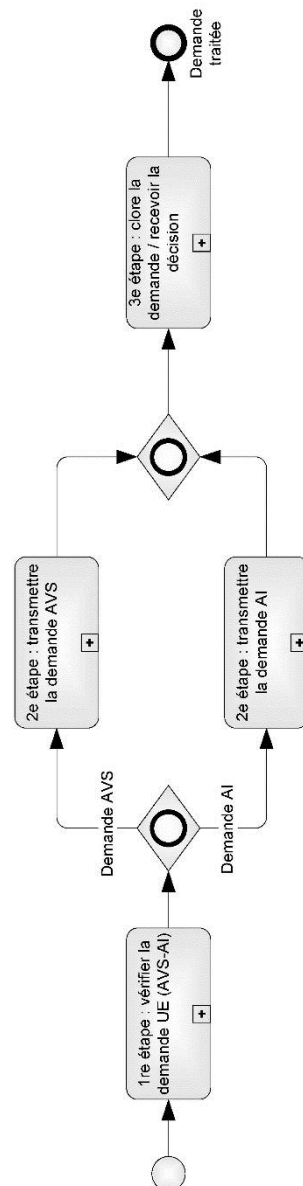 1re étape : vérifier la
demande UE (AVS-AI)
Demande AVS
Demande AI
2e étape : transmettre
la demande AVS
2e étape : transmettre
la demande AI
3e étape : clore la
demande / recevoir la
décision
Demande
traitée